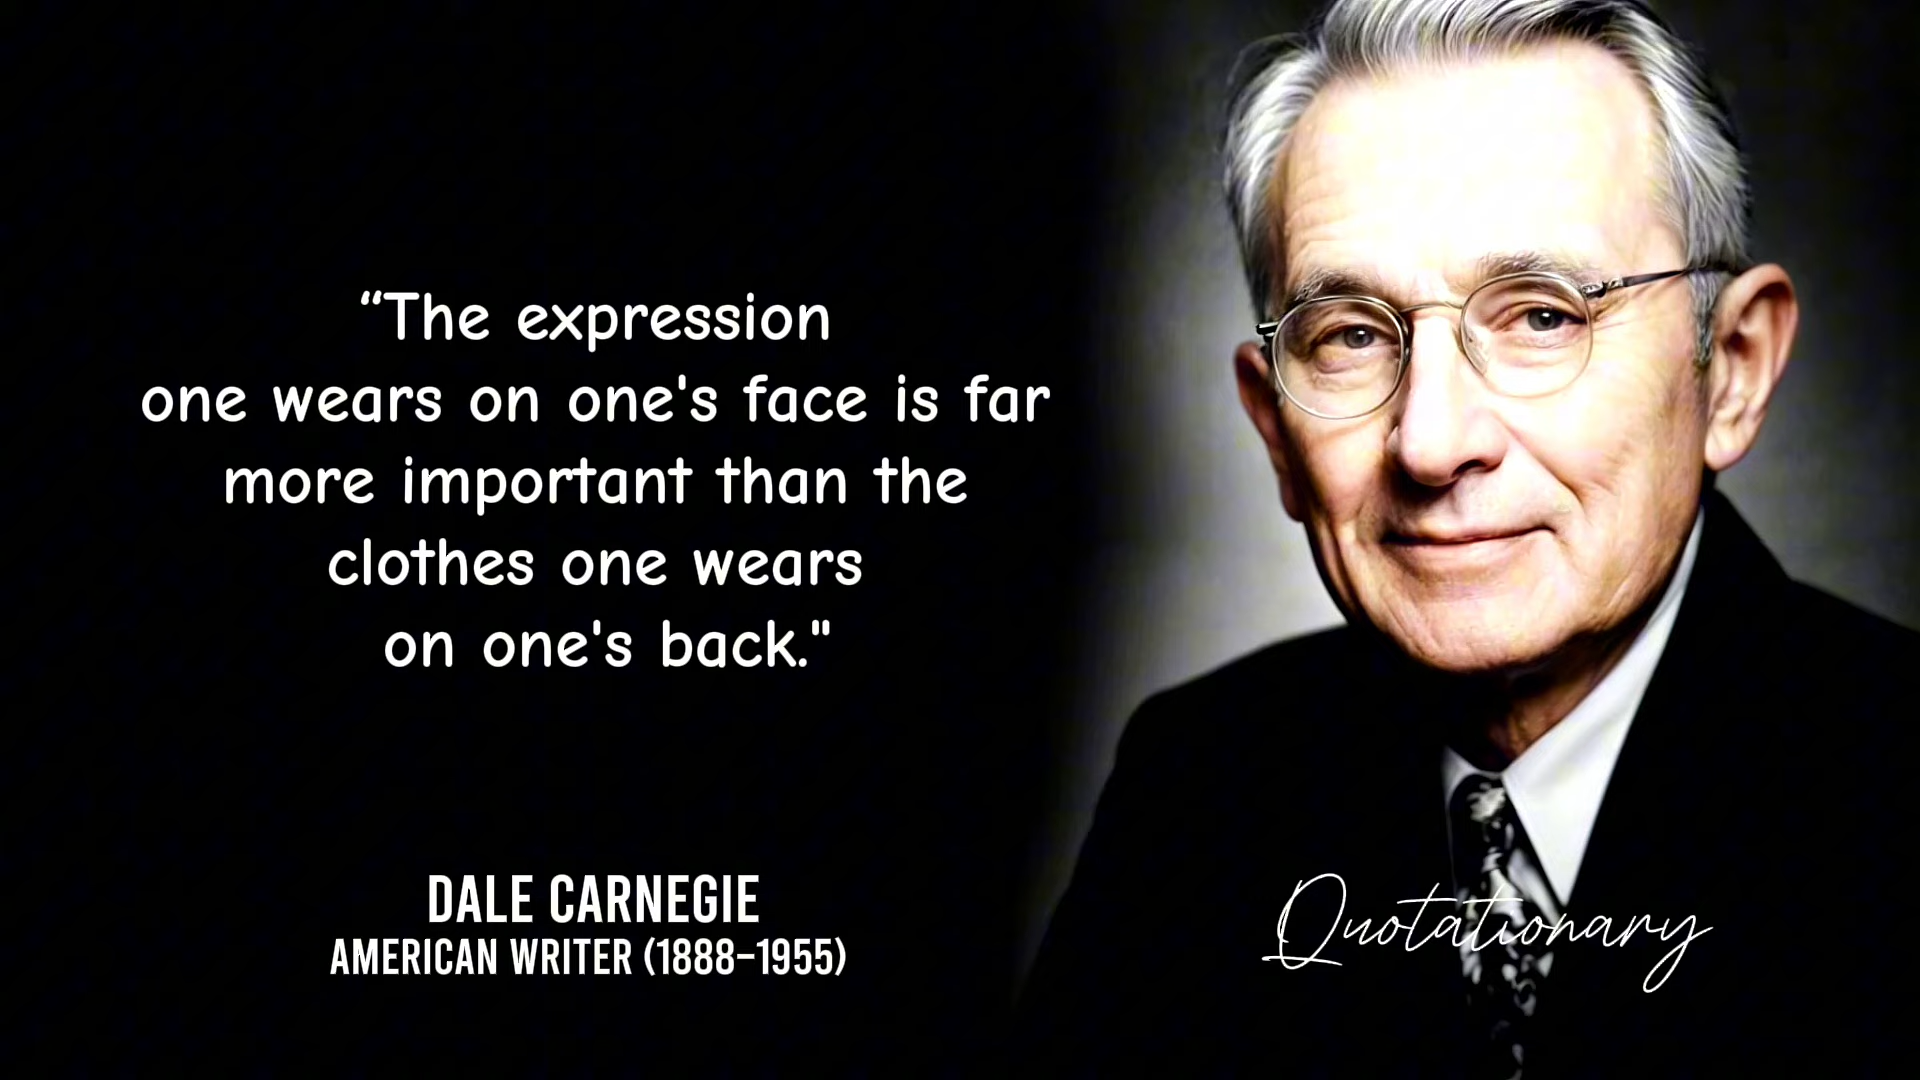 “The expression
one wears on one's face is far
more important than the
clothes one wears
on one's back."
DALE CARNEGIE
AMERICAN WRITER (1888–1955)
Quotationary